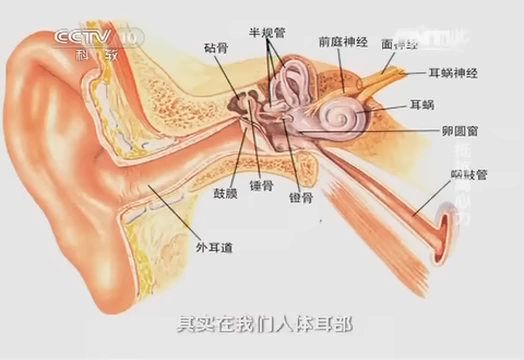 CCTV 10
科 教
半规管
砧骨
前庭神经
面神经
耳蜗神经
耳蜗
卵圆窗
咽鼓管
鼓膜
锤骨
镫骨
外耳道
其实在我们人体耳部